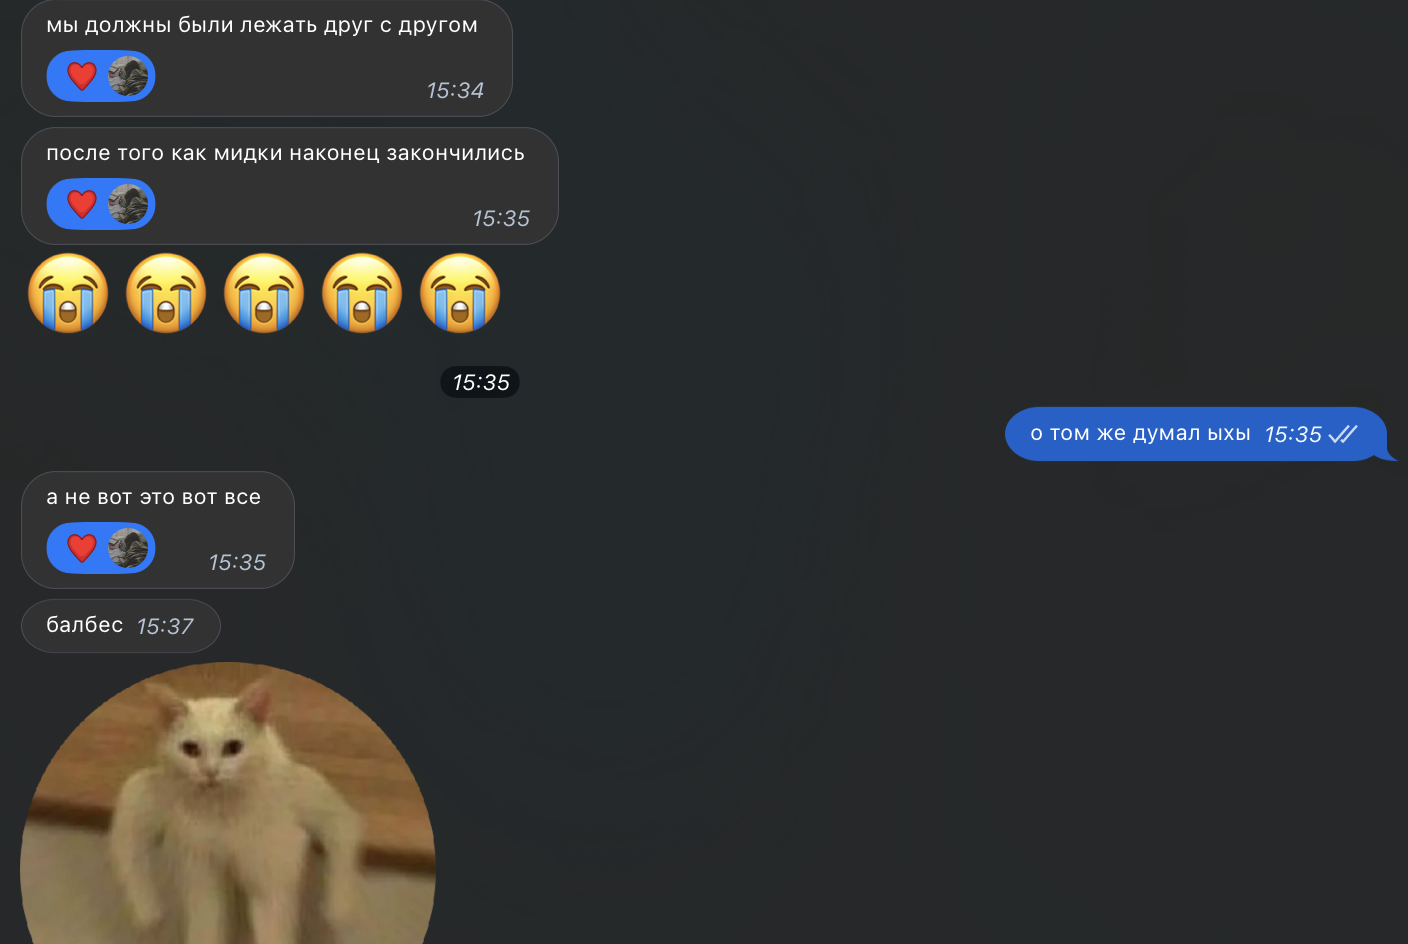 мы должны были лежать друг с другом
15:34
после того как мидки наконец закончились
15:35
15:35
о том же думал ыхы 15:35
а не вот это вот все
15:35
балбес 15:37